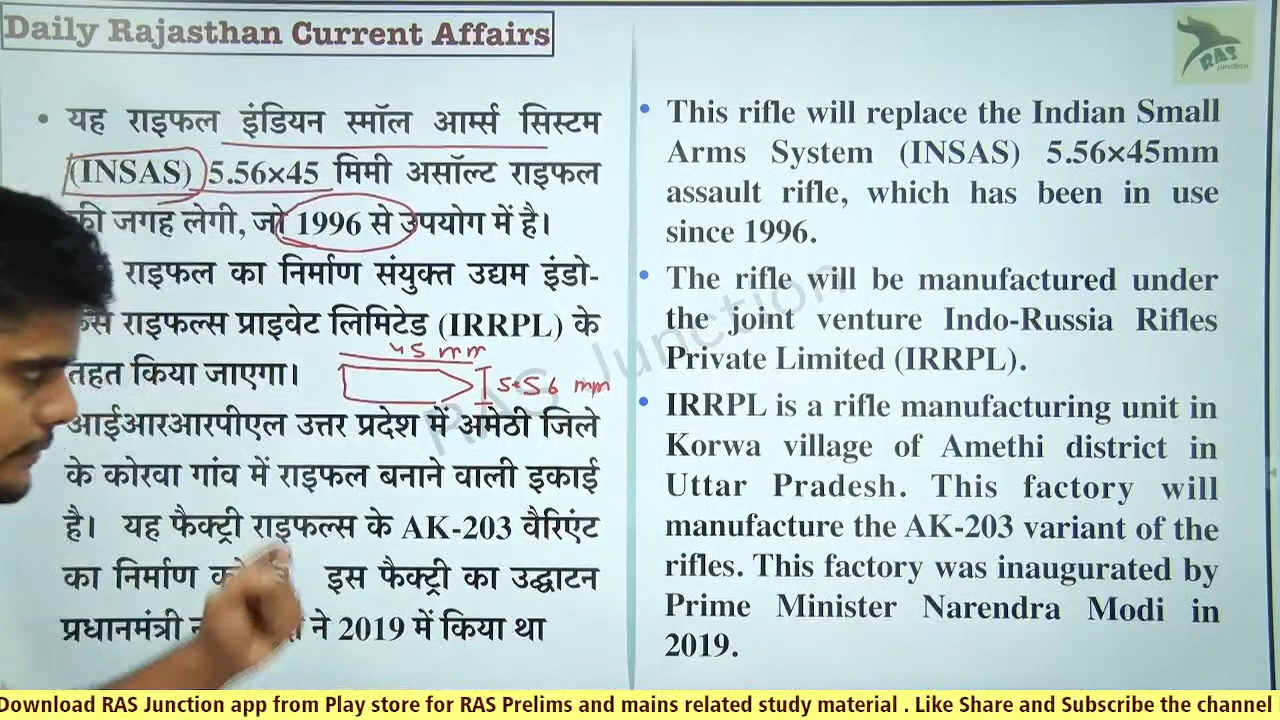 Daily Rajasthan Current Affairs
RAS
junction
• यह राइफल इंडियन स्मॉल आर्म्स सिस्टम
(INSAS) 5.56×45 मिमी असॉल्ट राइफल
की जगह लेगी, जो 1996 से उपयोग में है।
राइफल का निर्माण संयुक्त उद्यम इंडो-
राइफल्स प्राइवेट लिमिटेड (IRRPL) के
45 mm
तहत किया जाएगा।
5.56 mm
आईआरआरपीएल उत्तर प्रदेश में अमेठी जिले
के कोरवा गांव में राइफल बनाने वाली इकाई
है। यह फैक्ट्री राइफल्स के AK-203 वैरिएंट
का निर्माण इस फैक्ट्री का उद्घाटन
प्रधानमंत्री ने 2019 में किया था
• This rifle will replace the Indian Small
Arms System (INSAS) 5.56×45mm
assault rifle, which has been in use
since 1996.
• The rifle will be manufactured under
the joint venture Indo-Russia Rifles
Private Limited (IRRPL).
• IRRPL is a rifle manufacturing unit in
Korwa village of Amethi district in
Uttar Pradesh. This factory will
manufacture the AK-203 variant of the
rifles. This factory was inaugurated by
Prime Minister Narendra Modi in
2019.
RAS Junction
Download RAS Junction app from Play store for RAS Prelims and mains related study material . Like Share and Subscribe the channel